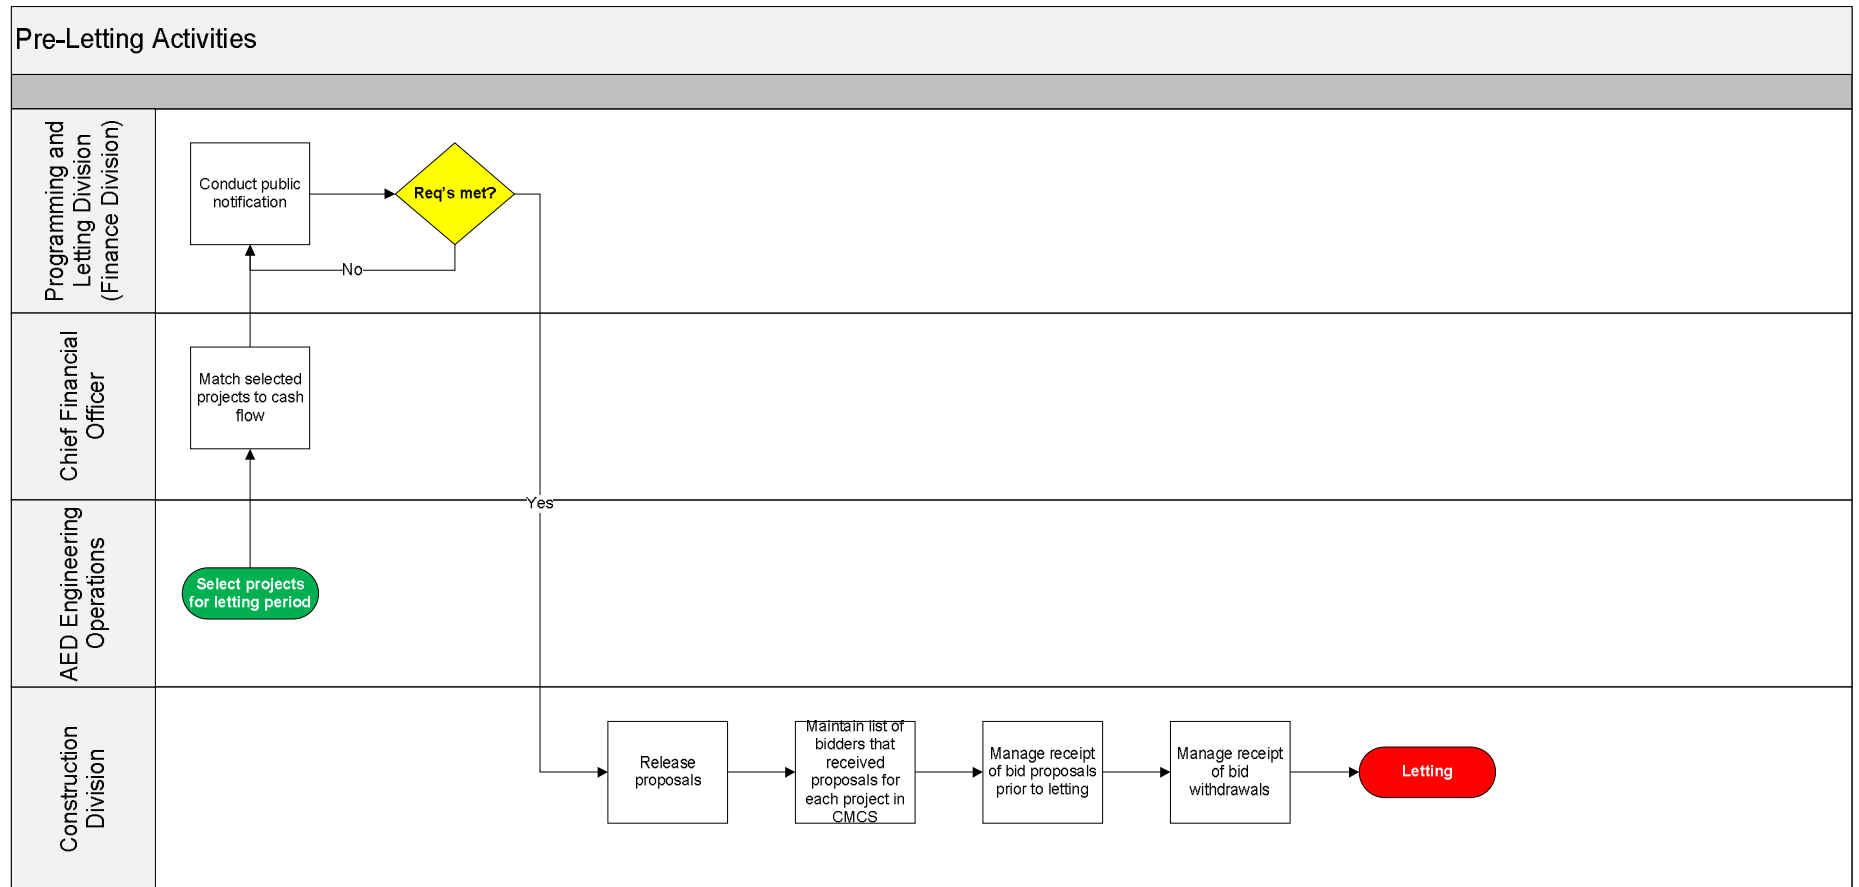 Pre-Letting Activities
Programming and
Letting Division
(Finance Division)
Conduct public
notification
Req's met?
No
Chief Financial
Officer
Match selected
projects to cash
flow
Yes
AED Engineering
Operations
Select projects
for letting period
Construction
Division
Release
proposals
Maintain list of
bidders that
received
proposals for
each project in
CMCS
Manage receipt
of bid proposals
prior to letting
Manage receipt
of bid
withdrawals
Letting